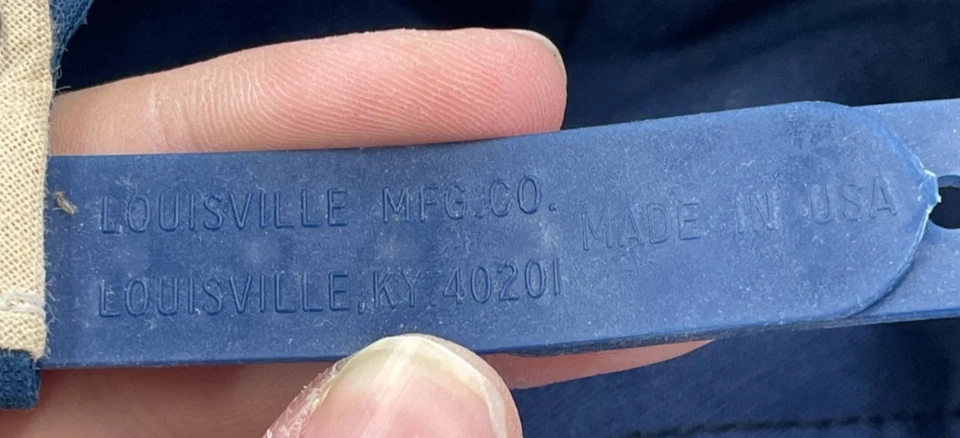 LOUISVILLE MFG.CO.
LOUISVILLE,KY 40201
MADE IN USA